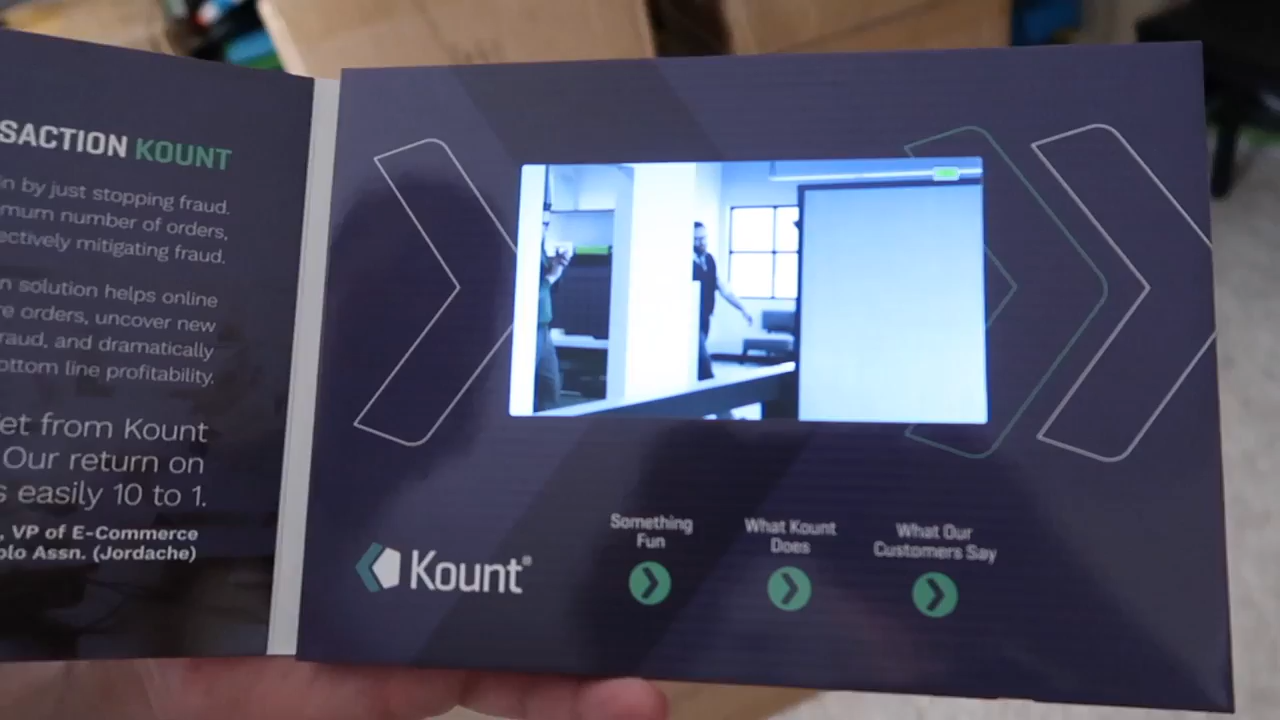 SACTION KOUNT
in by just stopping fraud.
mum number of orders,
ectively mitigating fraud.
n solution helps online
re orders, uncover new
raud, and dramatically
ottom line profitability.
et from Kount
Our return on
s easily 10 to 1.
, VP of E-Commerce
olo Assn. (Jordache)
Kount®
Something
Fun
What Kount
Does
What Our
Customers Say